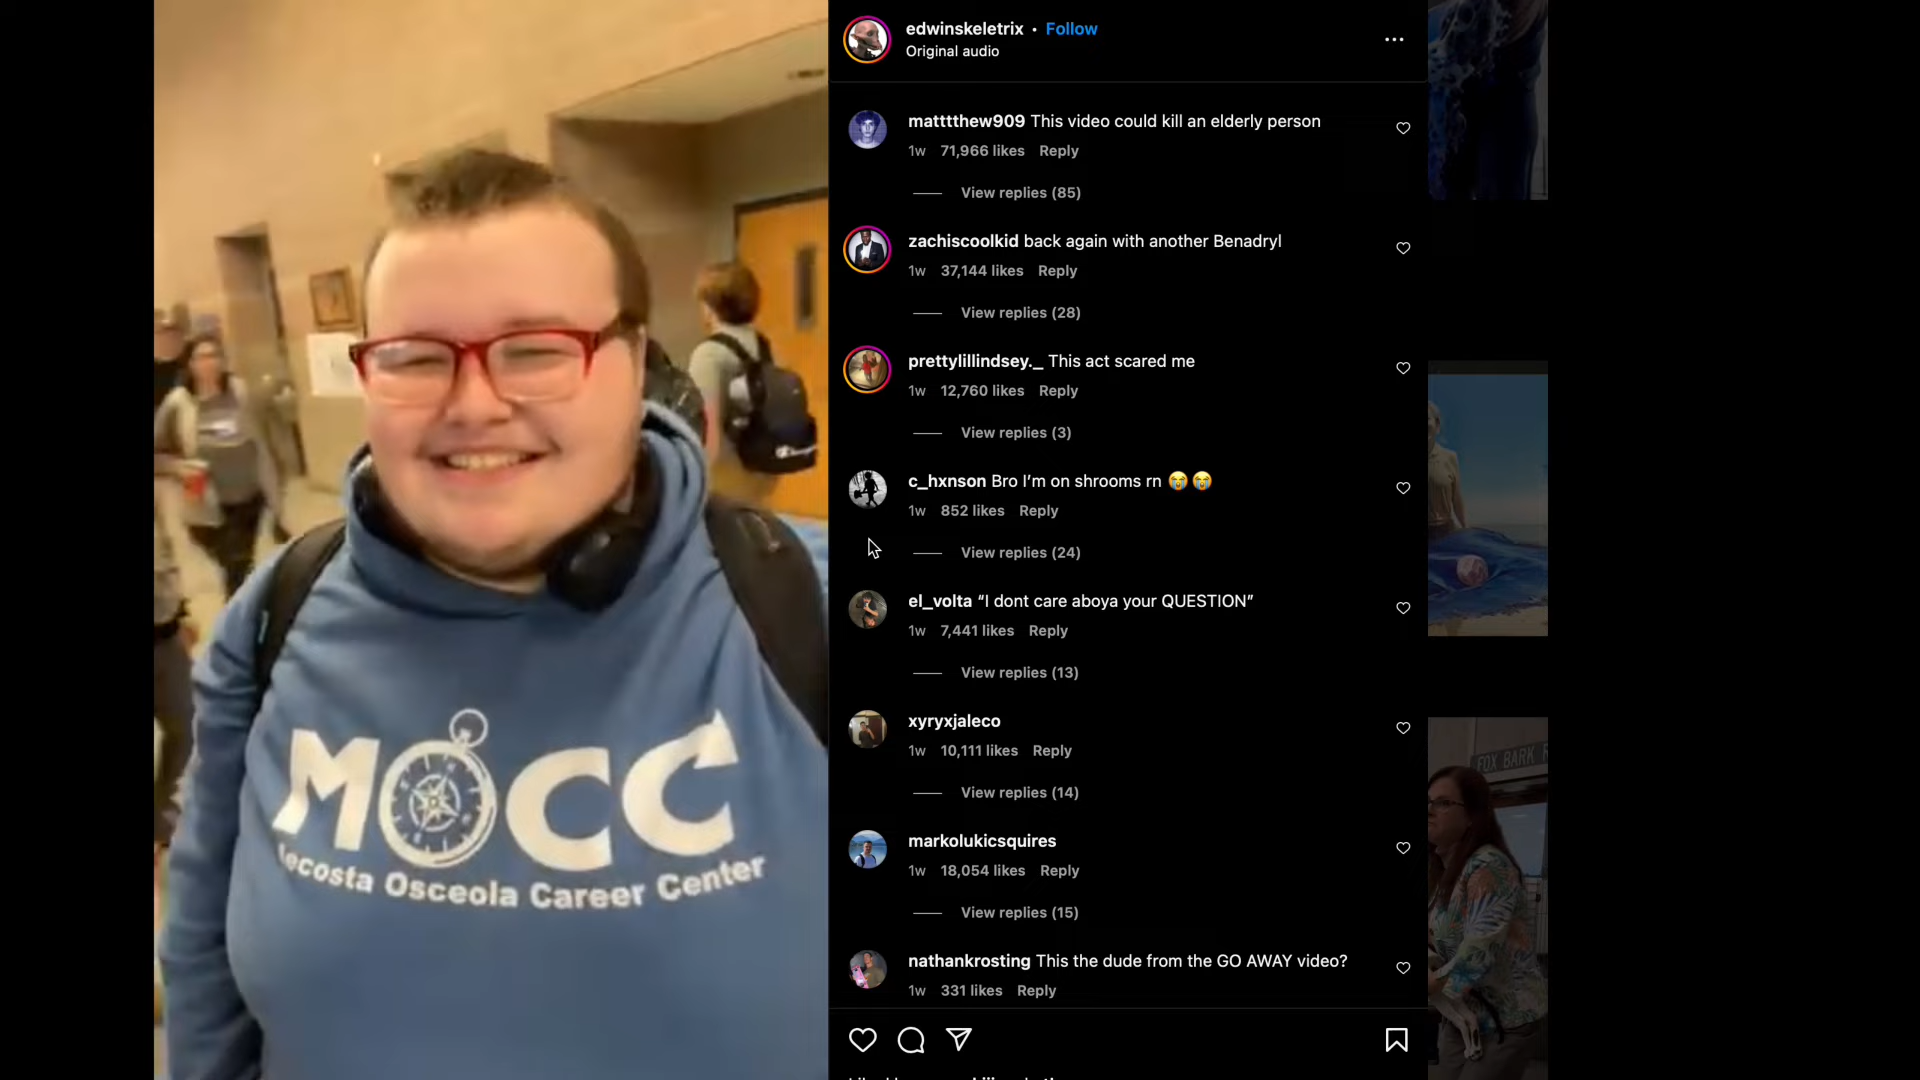 edwinskeletrix • Follow
Original audio
matttthew909 This video could kill an elderly person
1w 71,966 likes Reply
View replies (85)
zachiscoolkid back again with another Benadryl
1w 37,144 likes Reply
View replies (28)
prettylillindsey._ This act scared me
1w 12,760 likes Reply
View replies (3)
c_hxnson Bro I’m on shrooms rn 😭😭
1w 852 likes Reply
View replies (24)
el_volta “I dont care aboya your QUESTION”
1w 7,441 likes Reply
View replies (13)
xyryxjaleco
1w 10,111 likes Reply
View replies (14)
markolukicsquires
1w 18,054 likes Reply
View replies (15)
nathankrosting This the dude from the GO AWAY video?
1w 331 likes Reply
MOCC
Mecosta Osceola Career Center
FOX BARK